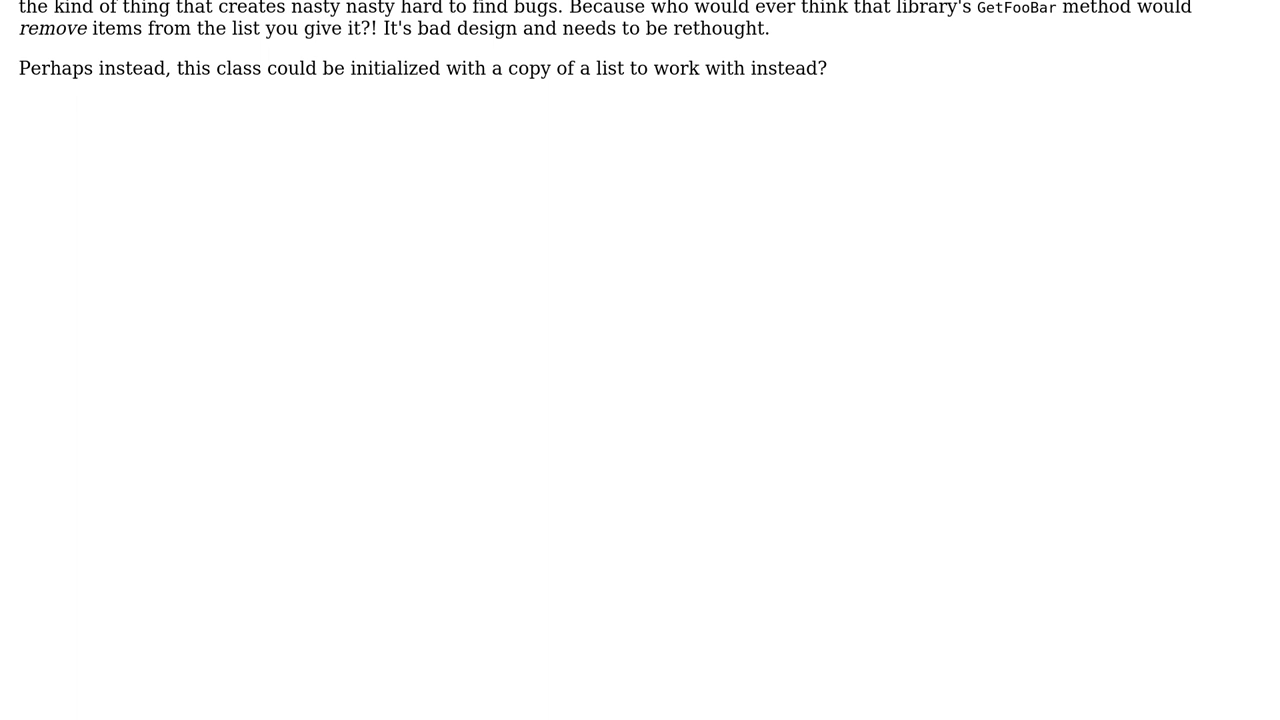 the kind of thing that creates nasty nasty hard to find bugs. Because who would ever think that library's GetFooBar method would
remove items from the list you give it?! It's bad design and needs to be rethought.
Perhaps instead, this class could be initialized with a copy of a list to work with instead?